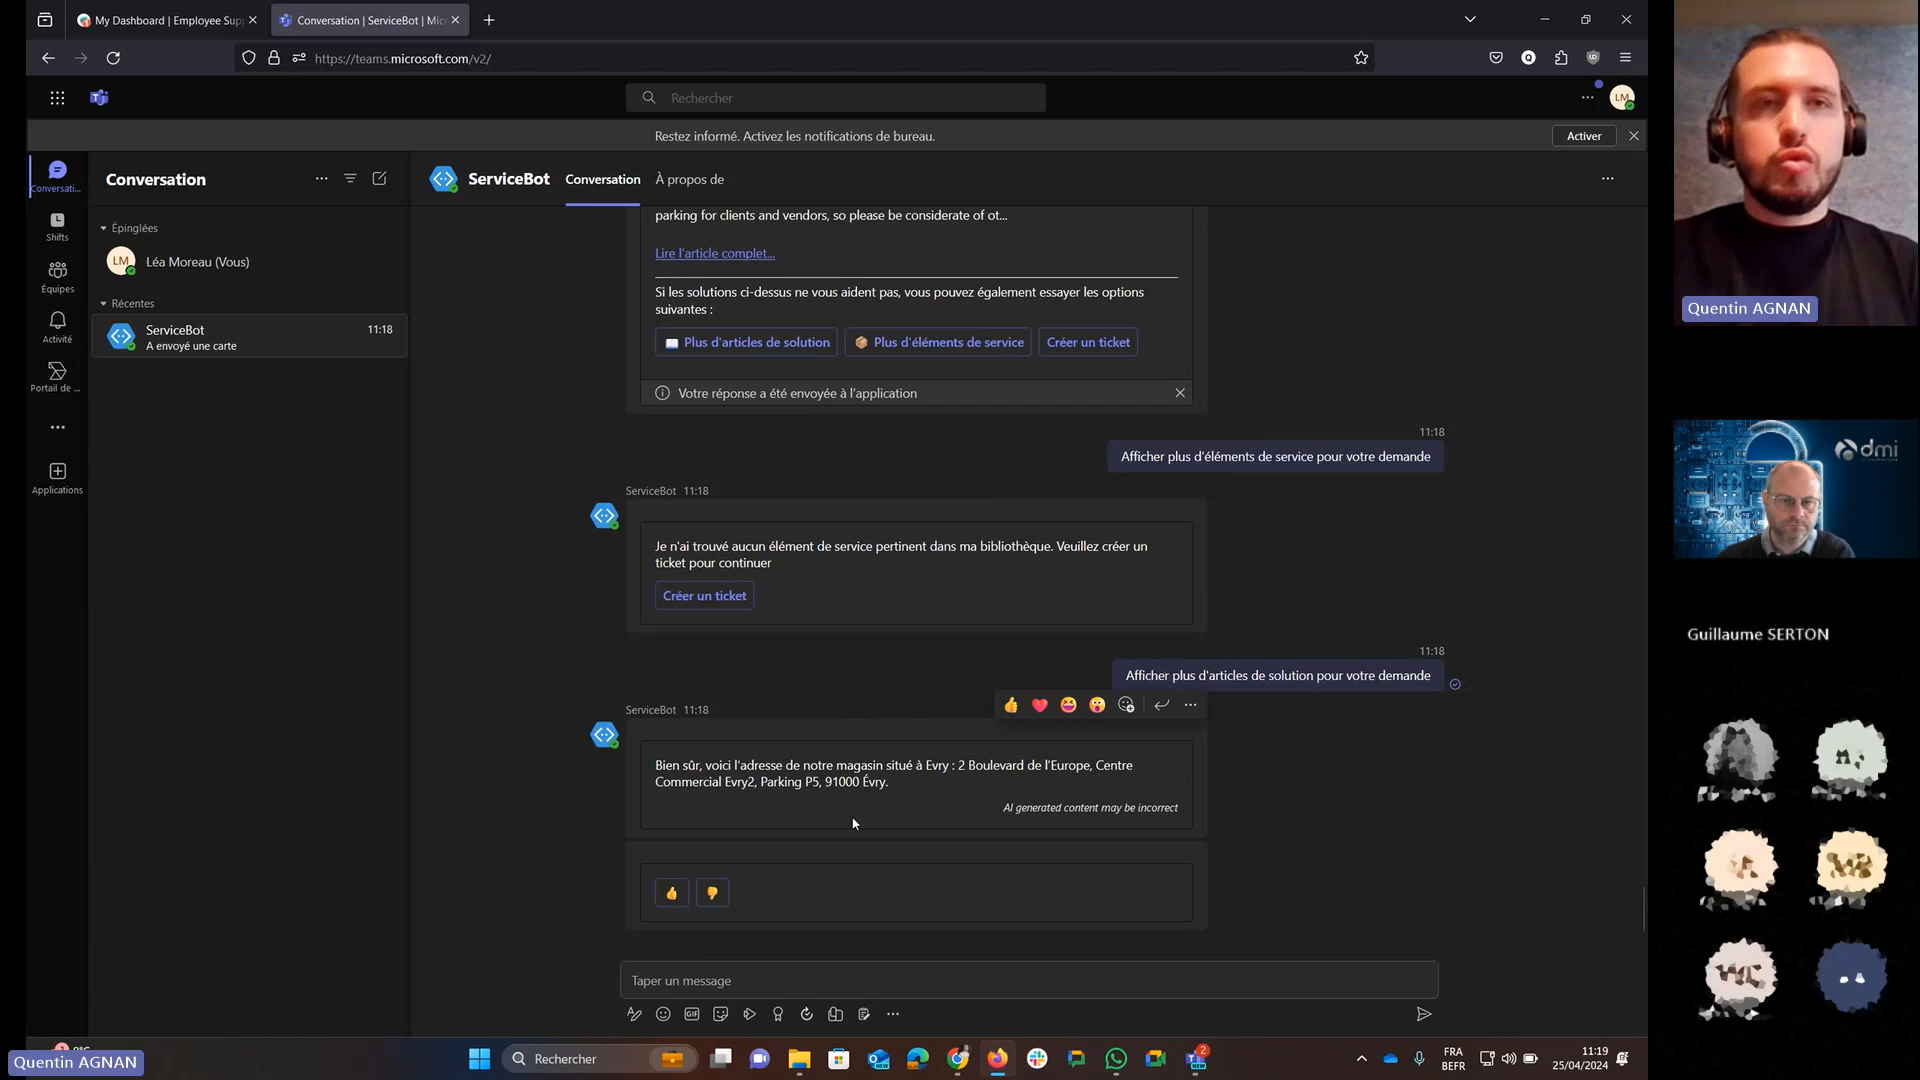 My Dashboard | Employee Sup
Conversation | ServiceBot | Mic
https://teams.microsoft.com/v2/
Rechercher
LM
Restez informé. Activez les notifications de bureau.
Activer
Conversati...
Shifts
Équipes
Activité
Portail de ...
Applications
Conversation
Épinglées
LM
Léa Moreau (Vous)
Récentes
ServiceBot
11:18
A envoyé une carte
ServiceBot
Conversation
À propos de
parking for clients and vendors, so please be considerate of ot...
Lire l'article complet...
Si les solutions ci-dessus ne vous aident pas, vous pouvez également essayer les options
suivantes :
Plus d'articles de solution
Plus d'éléments de service
Créer un ticket
Votre réponse a été envoyée à l'application
11:18
Afficher plus d'éléments de service pour votre demande
ServiceBot 11:18
Je n'ai trouvé aucun élément de service pertinent dans ma bibliothèque. Veuillez créer un
ticket pour continuer
Créer un ticket
11:18
Afficher plus d'articles de solution pour votre demande
ServiceBot 11:18
Bien sûr, voici l'adresse de notre magasin situé à Evry : 2 Boulevard de l'Europe, Centre
Commercial Evry2, Parking P5, 91000 Évry.
AI generated content may be incorrect
Taper un message
GIF
Quentin AGNAN
Rechercher
NEW
NEW
2
FRA
BEFR
11:19
25/04/2024
Quentin AGNAN
dmi
Guillaume SERTON